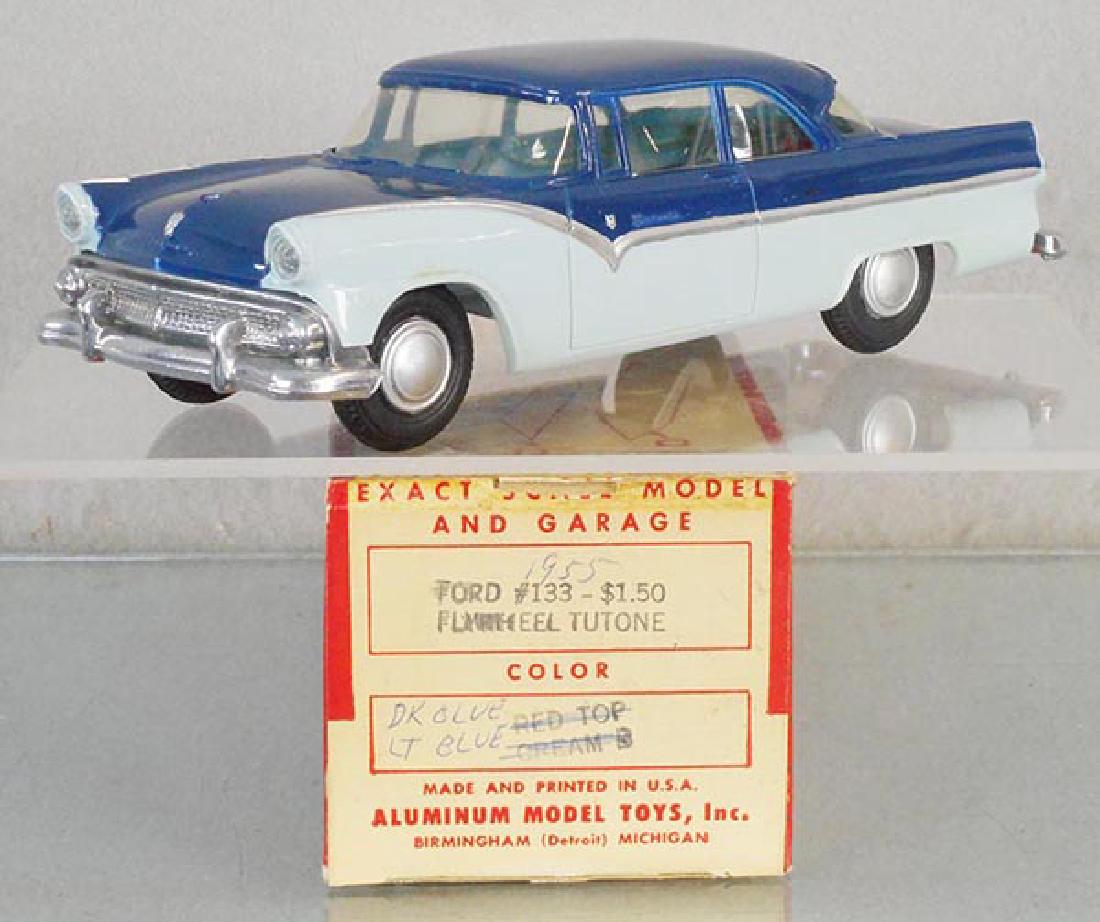 EXACT SCALE MODEL
AND GARAGE
1955
FORD #133 - $1.50
FLYWHEEL TUTONE
COLOR
DK BLUE RED TOP
LT BLUE CREAM B
MADE AND PRINTED IN U.S.A.
ALUMINUM MODEL TOYS, Inc.
BIRMINGHAM (Detroit) MICHIGAN